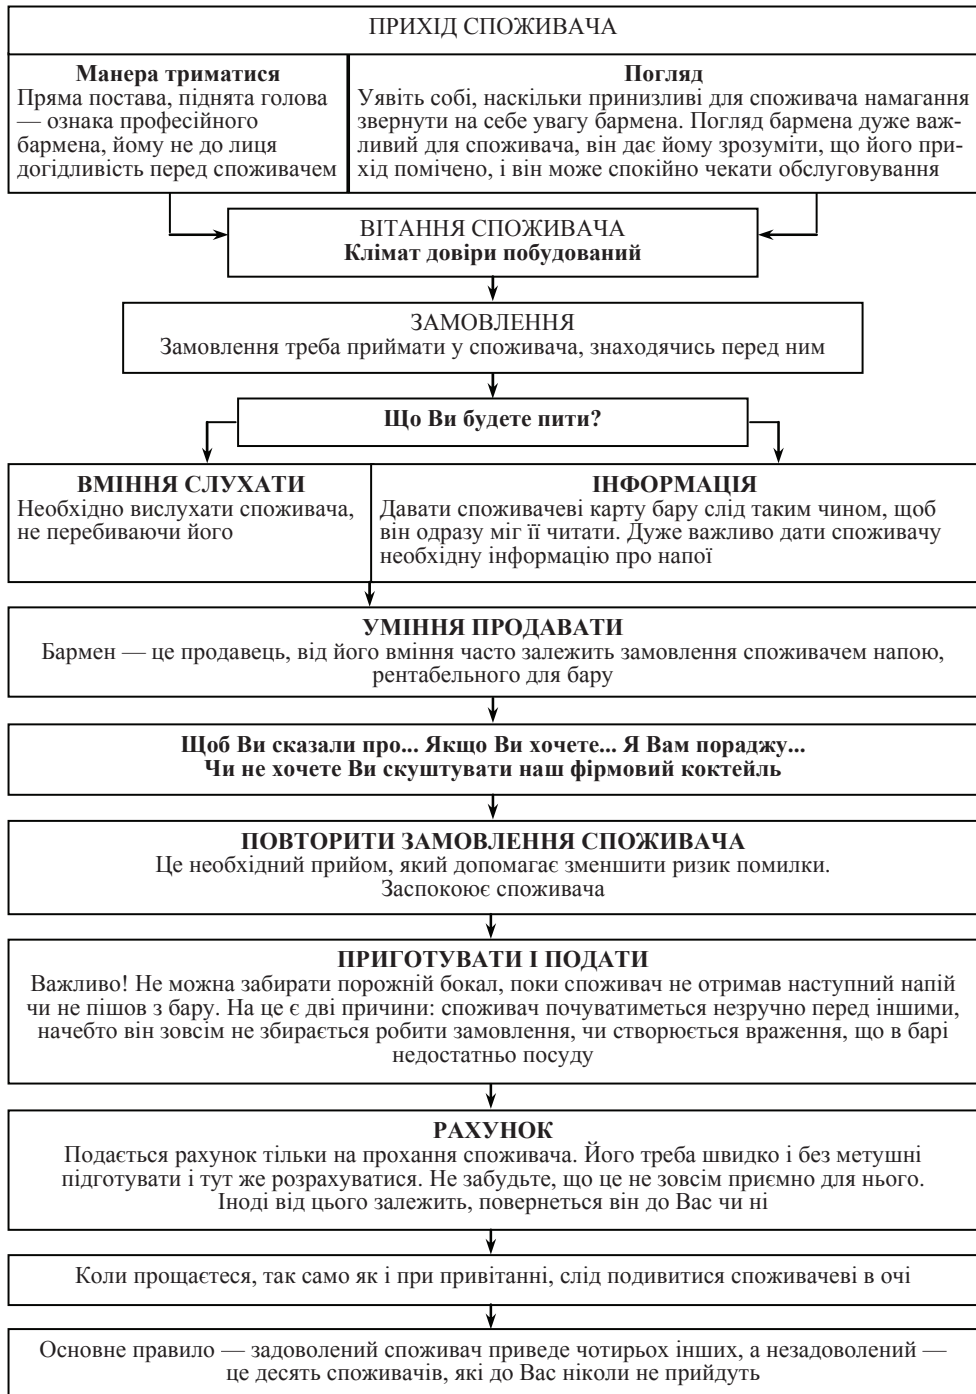 ПРИХІД СПОЖИВАЧА
Манера триматися
Пряма постава, піднята голова
— ознака професійного
бармена, йому не до лиця
догідливість перед споживачем
Погляд
Уявіть собі, наскільки принизливі для споживача намагання
звернути на себе увагу бармена. Погляд бармена дуже важ-
ливий для споживача, він дає йому зрозуміти, що його при-
хід помічено, і він може спокійно чекати обслуговування
ВІТАННЯ СПОЖИВАЧА
Клімат довіри побудований
ЗАМОВЛЕННЯ
Замовлення треба приймати у споживача, знаходячись перед ним
Що Ви будете пити?
ВМІННЯ СЛУХАТИ
Необхідно вислухати споживача,
не перебиваючи його
ІНФОРМАЦІЯ
Давати споживачеві карту бару слід таким чином, щоб
він одразу міг її читати. Дуже важливо дати споживачу
необхідну інформацію про напої
УМІННЯ ПРОДАВАТИ
Бармен — це продавець, від його вміння часто залежить замовлення споживачем напою,
рентабельного для бару
Щоб Ви сказали про... Якщо Ви хочете... Я Вам пораджу...
Чи не хочете Ви скуштувати наш фірмовий коктейль
ПОВТОРИТИ ЗАМОВЛЕННЯ СПОЖИВАЧА
Це необхідний прийом, який допомагає зменшити ризик помилки.
Заспокоює споживача
ПРИГОТУВАТИ І ПОДАТИ
Важливо! Не можна забирати порожній бокал, поки споживач не отримав наступний напій
чи не пішов з бару. На це є дві причини: споживач почуватиметься незручно перед іншими,
начебто він зовсім не збирається робити замовлення, чи створюється враження, що в барі
недостатньо посуду
РАХУНОК
Подається рахунок тільки на прохання споживача. Його треба швидко і без метушні
підготувати і тут же розрахуватися. Не забудьте, що це не зовсім приємно для нього.
Іноді від цього залежить, повернеться він до Вас чи ні
Коли прощаєтеся, так само як і при привітанні, слід подивитися споживачеві в очі
Основне правило — задоволений споживач приведе чотирьох інших, а незадоволений —
це десять споживачів, які до Вас ніколи не прийдуть